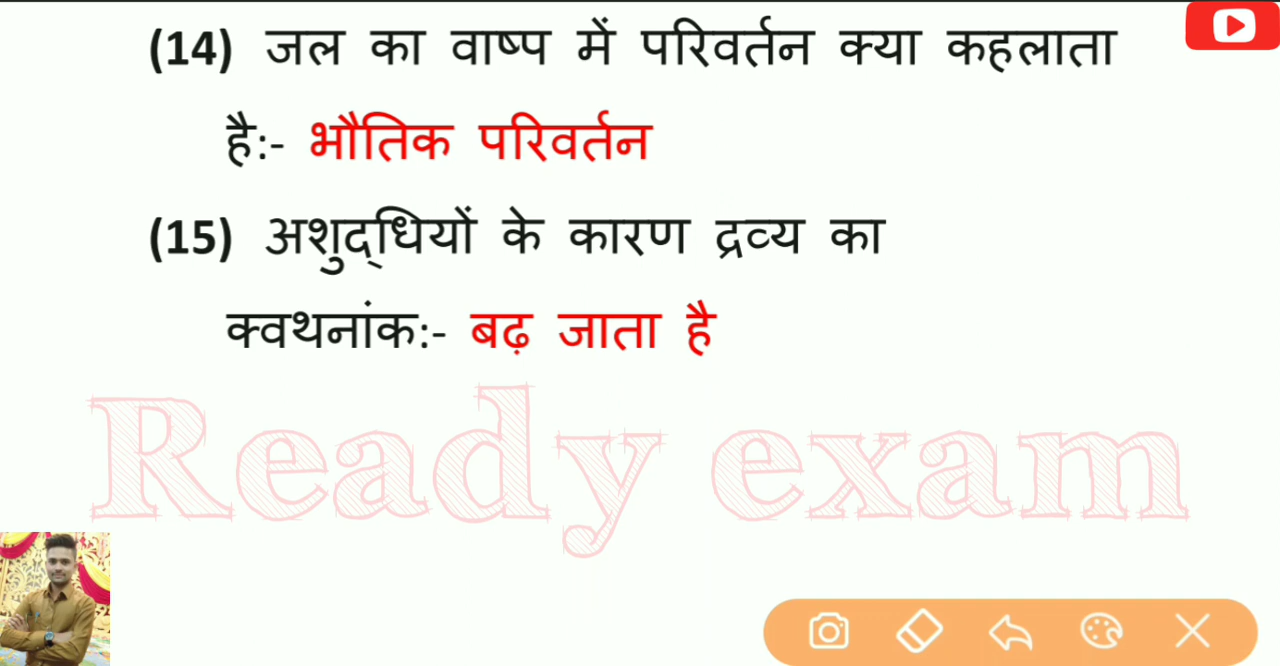 (14) जल का वाष्प में परिवर्तन क्या कहलाता
है:- भौतिक परिवर्तन
(15) अशुद्‌धियों के कारण द्रव्य का
क्वथनांक:- बढ़ जाता है
Ready exam